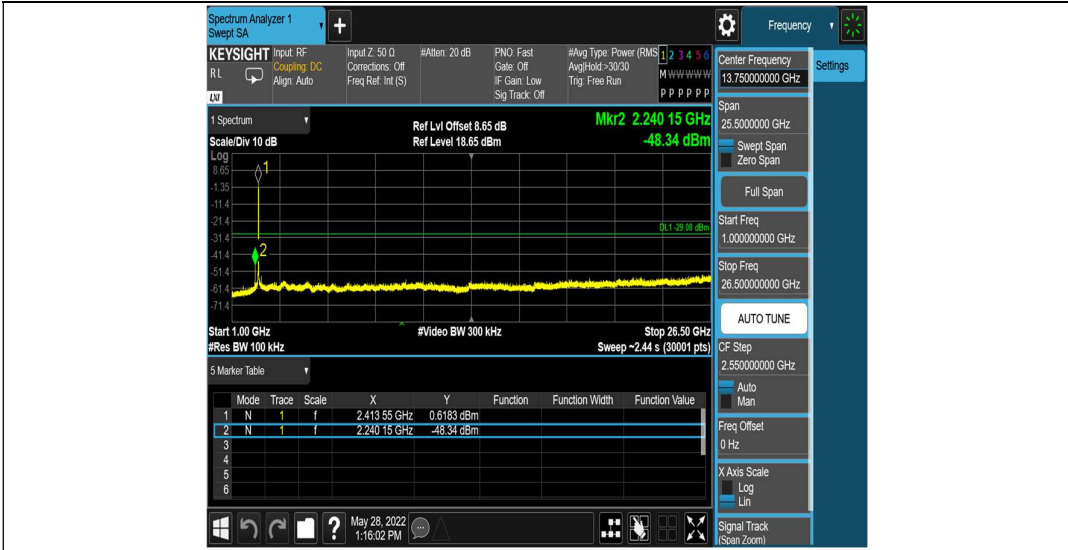 Spectrum Analyzer 1
Swept SA
+
Frequency
KEYSIGHT
RL
LXI
Input: RF
Coupling: DC
Align: Auto
Input Z: 50 Ω
Corrections: Off
Freq Ref: Int (S)
#Atten: 20 dB
PNO: Fast
Gate: Off
IF Gain: Low
Sig Track: Off
#Avg Type: Power (RMS
Avg|Hold:>30/30
Trig: Free Run
1 2 3 4 5 6
M W W W W W
P P P P P P
1 Spectrum
Scale/Div 10 dB
Ref Lvl Offset 8.65 dB
Ref Level 18.65 dBm
Mkr2 2.240 15 GHz
-48.34 dBm
Log
8.65
-1.35
-11.4
-21.4
-31.4
-41.4
-51.4
-61.4
-71.4
1
2
DL1 -29.08 dBm
Start 1.00 GHz
#Res BW 100 kHz
#Video BW 300 kHz
Stop 26.50 GHz
Sweep ~2.44 s (30001 pts)
5 Marker Table
Mode Trace Scale X Y Function Function Width Function Value
1 N 1 f 2.413 55 GHz 0.6183 dBm
2 N 1 f 2.240 15 GHz -48.34 dBm
3
4
5
6
?
May 28, 2022
1:16:02 PM
Center Frequency
13.750000000 GHz
Span
25.5000000 GHz
Swept Span
Zero Span
Full Span
Start Freq
1.000000000 GHz
Stop Freq
26.500000000 GHz
AUTO TUNE
CF Step
2.550000000 GHz
Auto
Man
Freq Offset
0 Hz
X Axis Scale
Log
Lin
Signal Track
(Span Zoom)
Settings